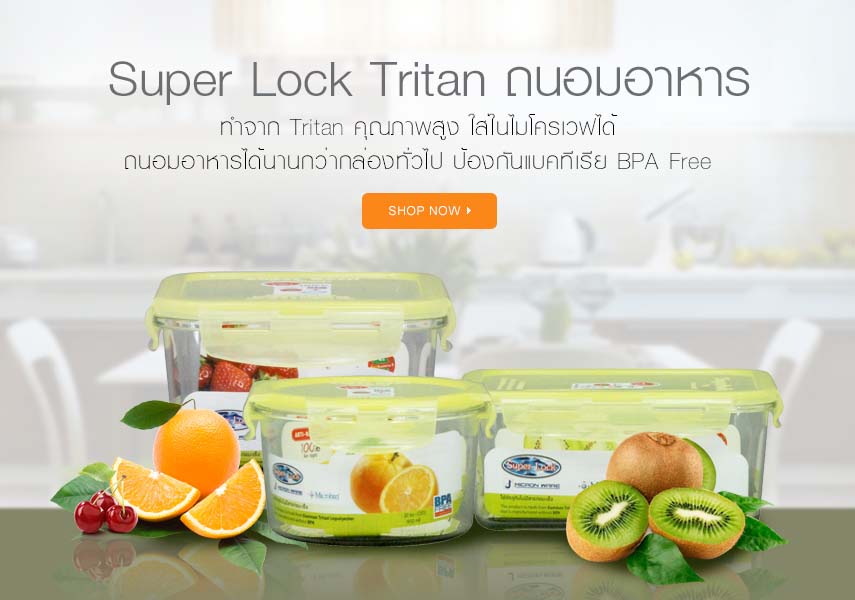 Super Lock Tritan ถนอมอาหาร
ทำจาก Tritan คุณภาพสูง ใส่ในไมโครเวฟได้
ถนอมอาหารได้นานกว่ากล่องทั่วไป ป้องกันแบคทีเรีย BPA Free
SHOP NOW
Super Lock
J MICRON WARE
Microban
BPA